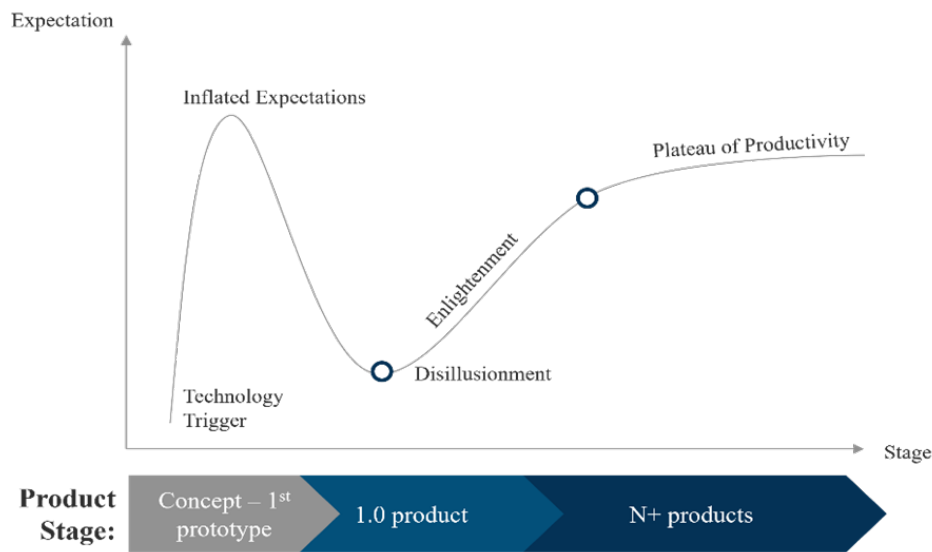 Expectation
Inflated Expectations
Plateau of Productivity
Enlightenment
Disillusionment
Technology
Trigger
Stage
Product
Stage:
Concept – 1st
prototype
1.0 product
N+ products